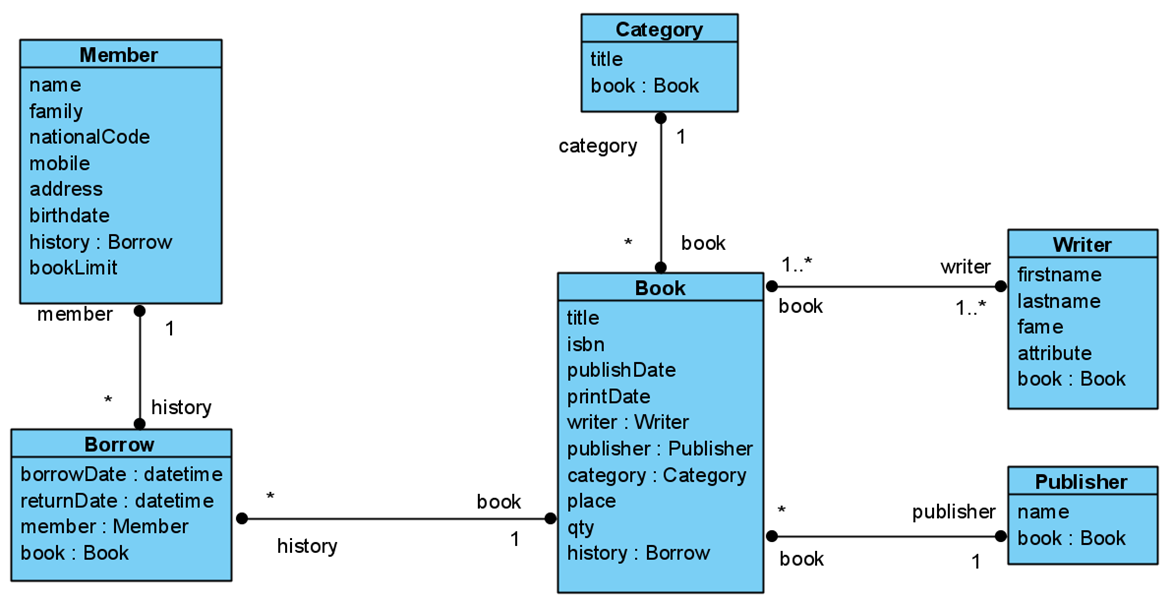 Member
name
family
nationalCode
mobile
address
birthdate
history : Borrow
bookLimit
member
1
*
history
Borrow
borrowDate : datetime
returnDate : datetime
member : Member
book : Book
*
history
book
1
Category
title
book : Book
category
1
*
book
Book
title
isbn
publishDate
printDate
writer : Writer
publisher : Publisher
category : Category
place
qty
history : Borrow
1..*
book
writer
1..*
Writer
firstname
lastname
fame
attribute
book : Book
*
book
publisher
1
Publisher
name
book : Book